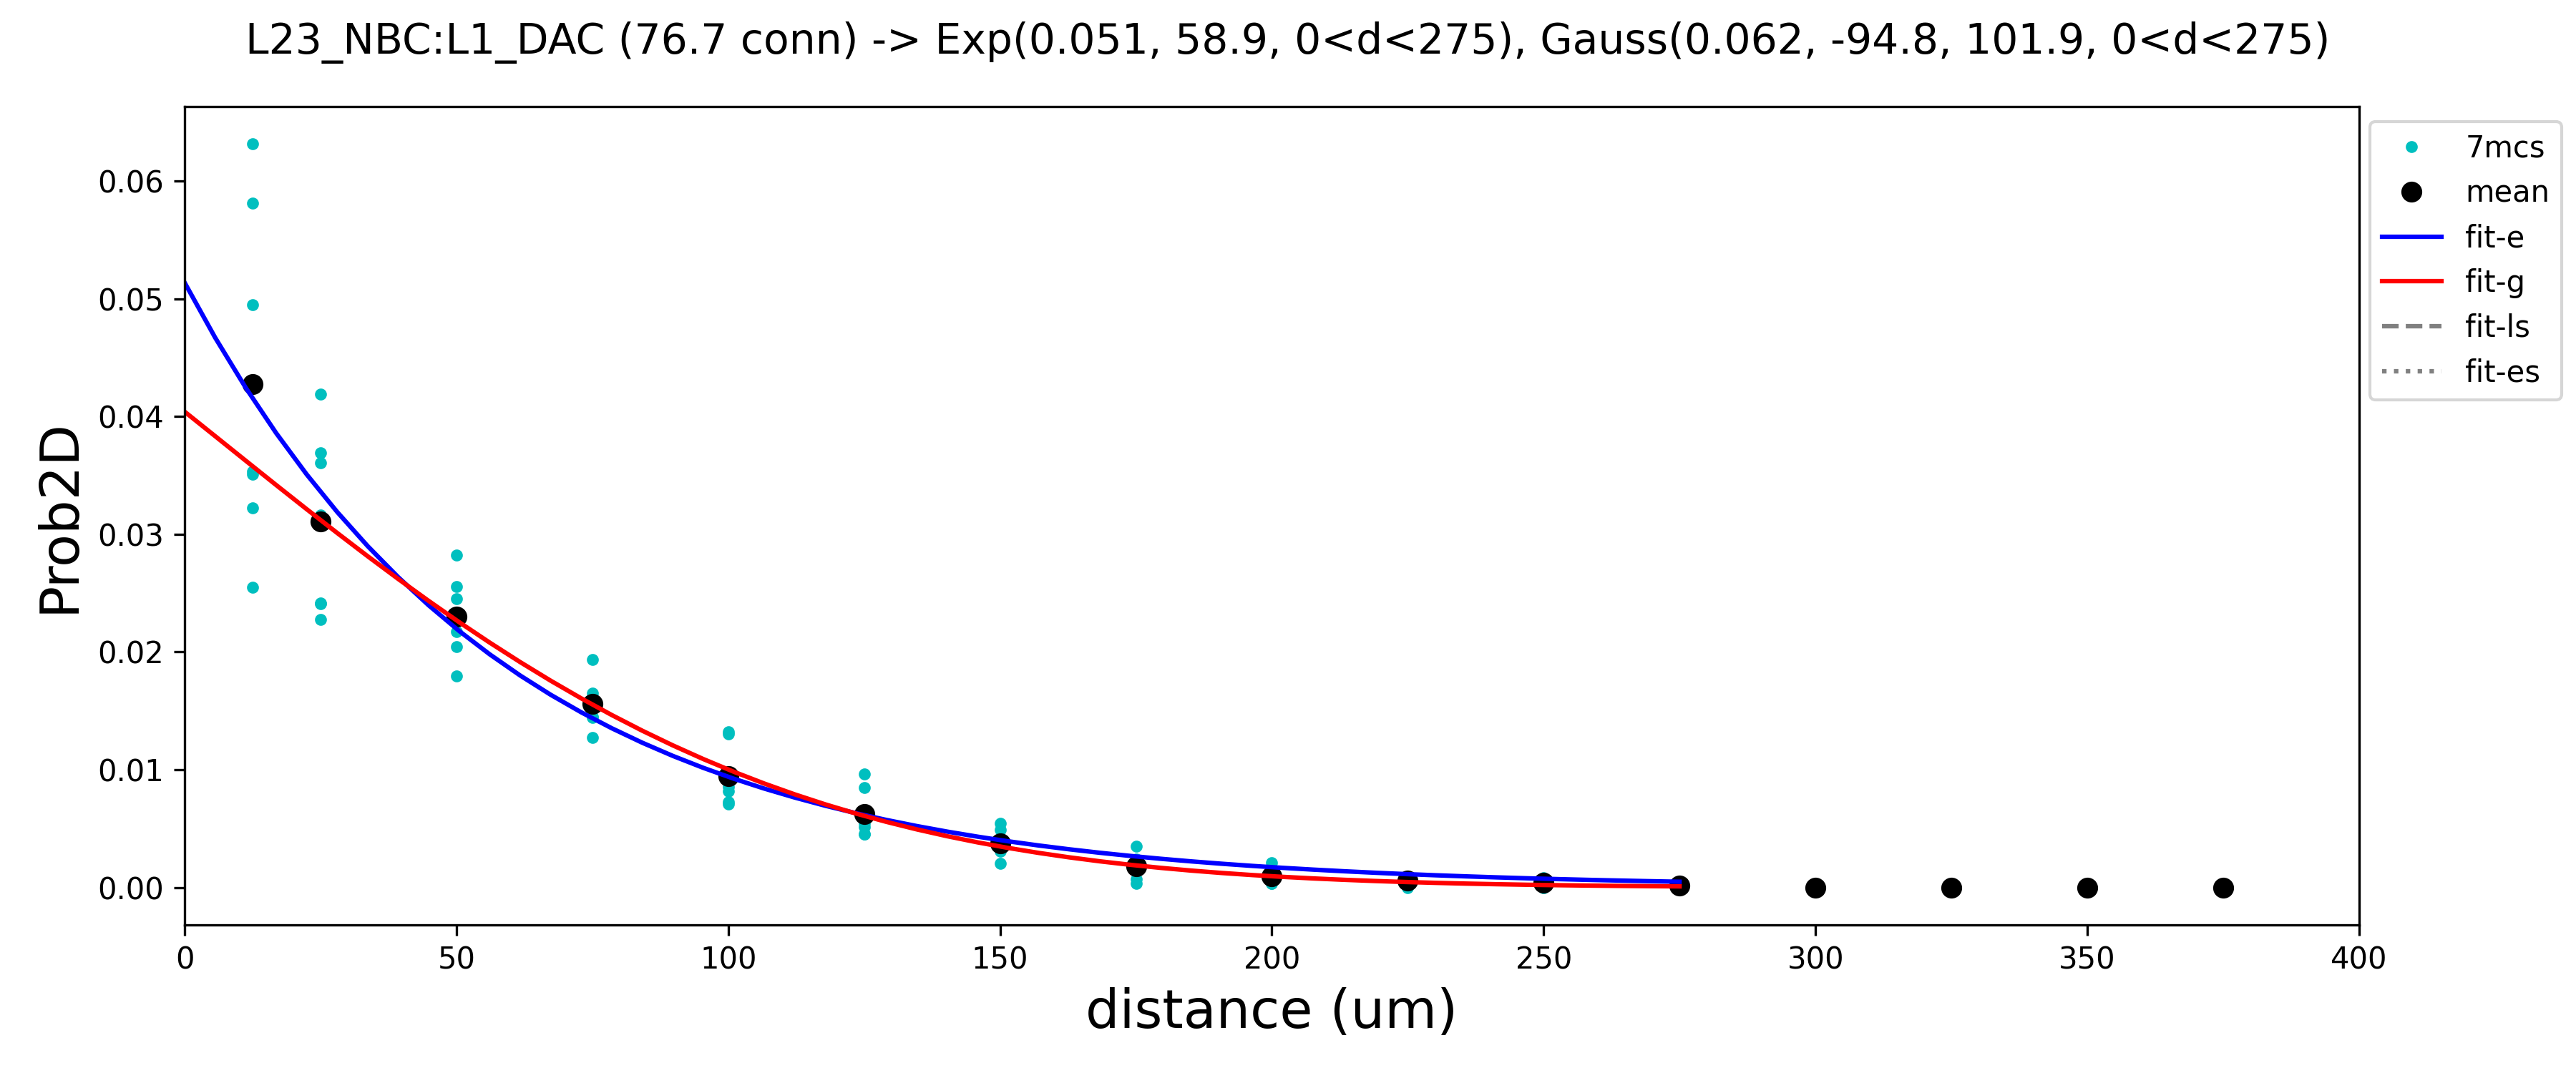 L23_NBC:L1_DAC (76.7 conn) -> Exp(0.051, 58.9, 0<d<275), Gauss(0.062, -94.8, 101.9, 0<d<275)
7mcs
mean
fit-e
fit-g
fit-ls
fit-es
Prob2D
0.06
0.05
0.04
0.03
0.02
0.01
0.00
0 50 100 150 200 250 300 350 400
distance (um)